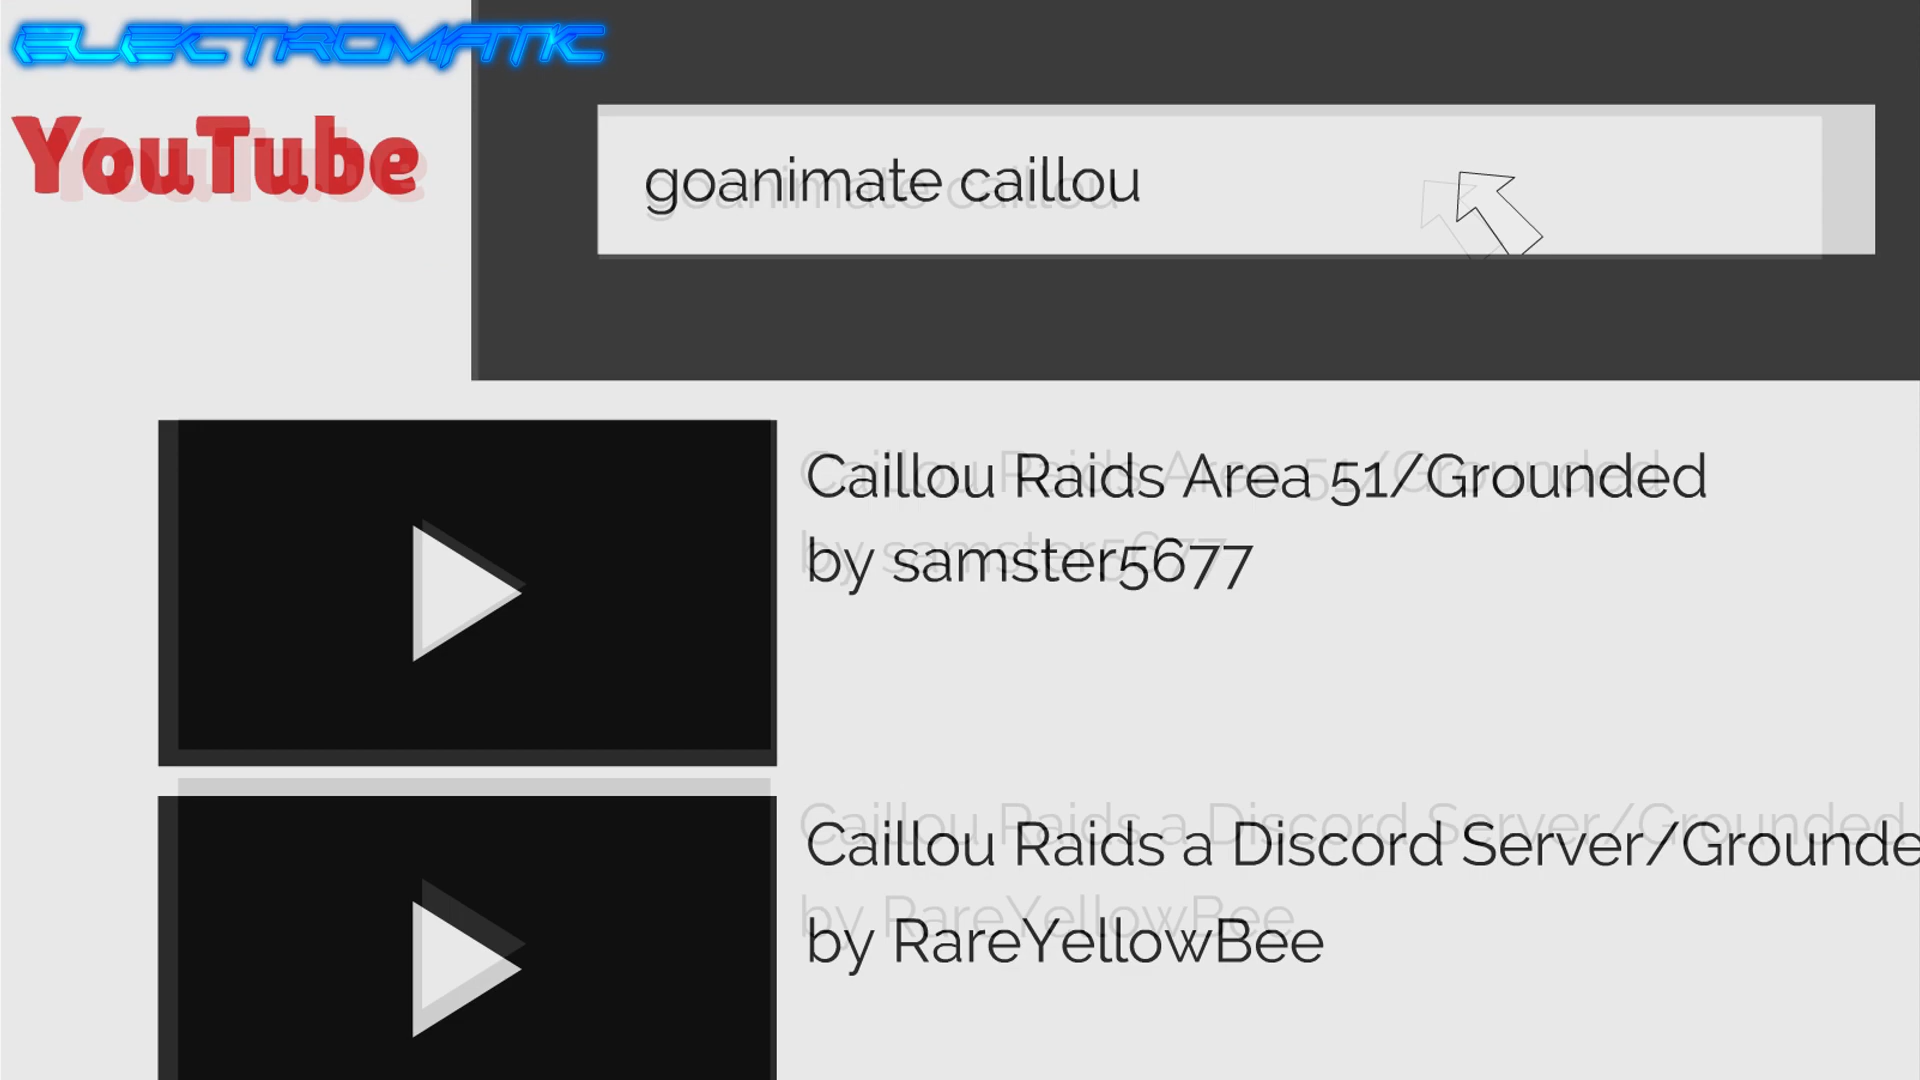 ELECTROMATIC
YouTube
goanimate caillou
Caillou Raids Area 51/Grounded
by samster5677
Caillou Raids a Discord Server/Grounde
by RareYellowBee